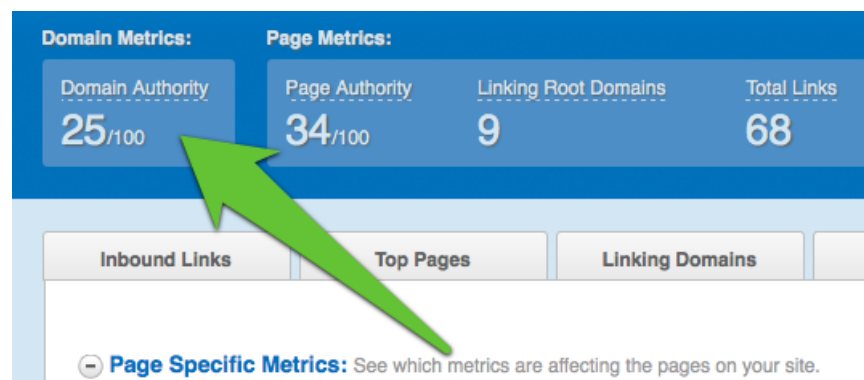 Domain Metrics: Page Metrics:
Domain Authority Page Authority Linking Root Domains Total Links
25/100 34/100 9 68
Inbound Links Top Pages Linking Domains
Page Specific Metrics: See which metrics are affecting the pages on your site.